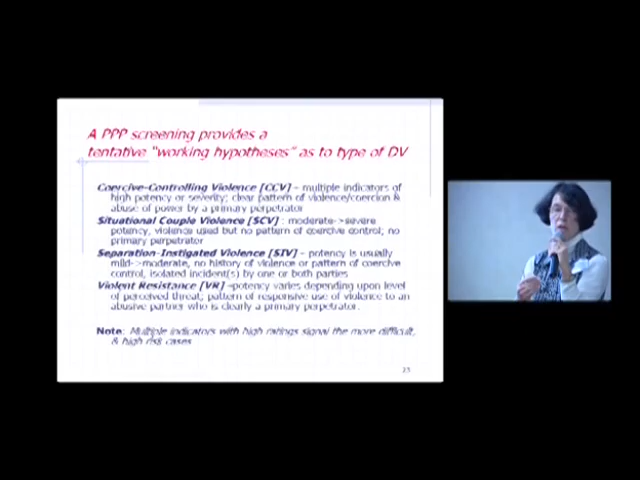 A PPP screening provides a
tentative "working hypotheses" as to type of DV
Coercive-Controlling Violence [CCV] – multiple indicators of
high potency or severity; clear pattern of violence/coercion &
abuse of power by a primary perpetrator
Situational Couple Violence [SCV] : moderate->severe
potency, violence used but no pattern of coercive control; no
primary perpetrator
Separation-Instigated Violence [SIV] – potency is usually
mild->moderate, no history of violence or pattern of coercive
control, isolated incident(s) by one or both parties
Violent Resistance [VR] –potency varies depending upon level
of perceived threat; pattern of responsive use of violence to an
abusive partner who is clearly a primary perpetrator.
Note: Multiple indicators with high ratings signal the more difficult,
& high risk cases
23